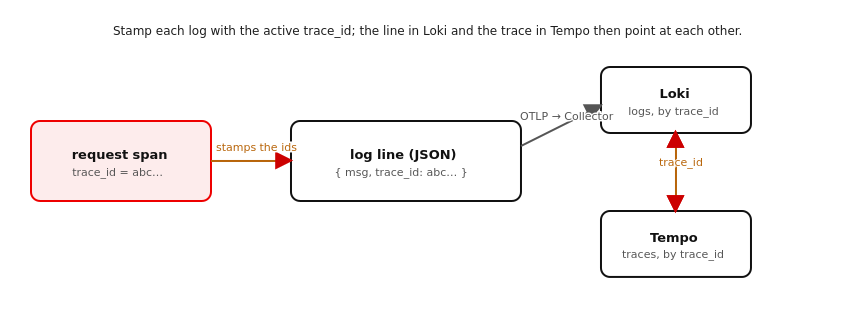 Stamp each log with the active trace_id; the line in Loki and the trace in Tempo then point at each other.
request span
trace_id = abc…
stamps the ids
log line (JSON)
{ msg, trace_id: abc… }
OTLP → Collector
Loki
logs, by trace_id
trace_id
Tempo
traces, by trace_id